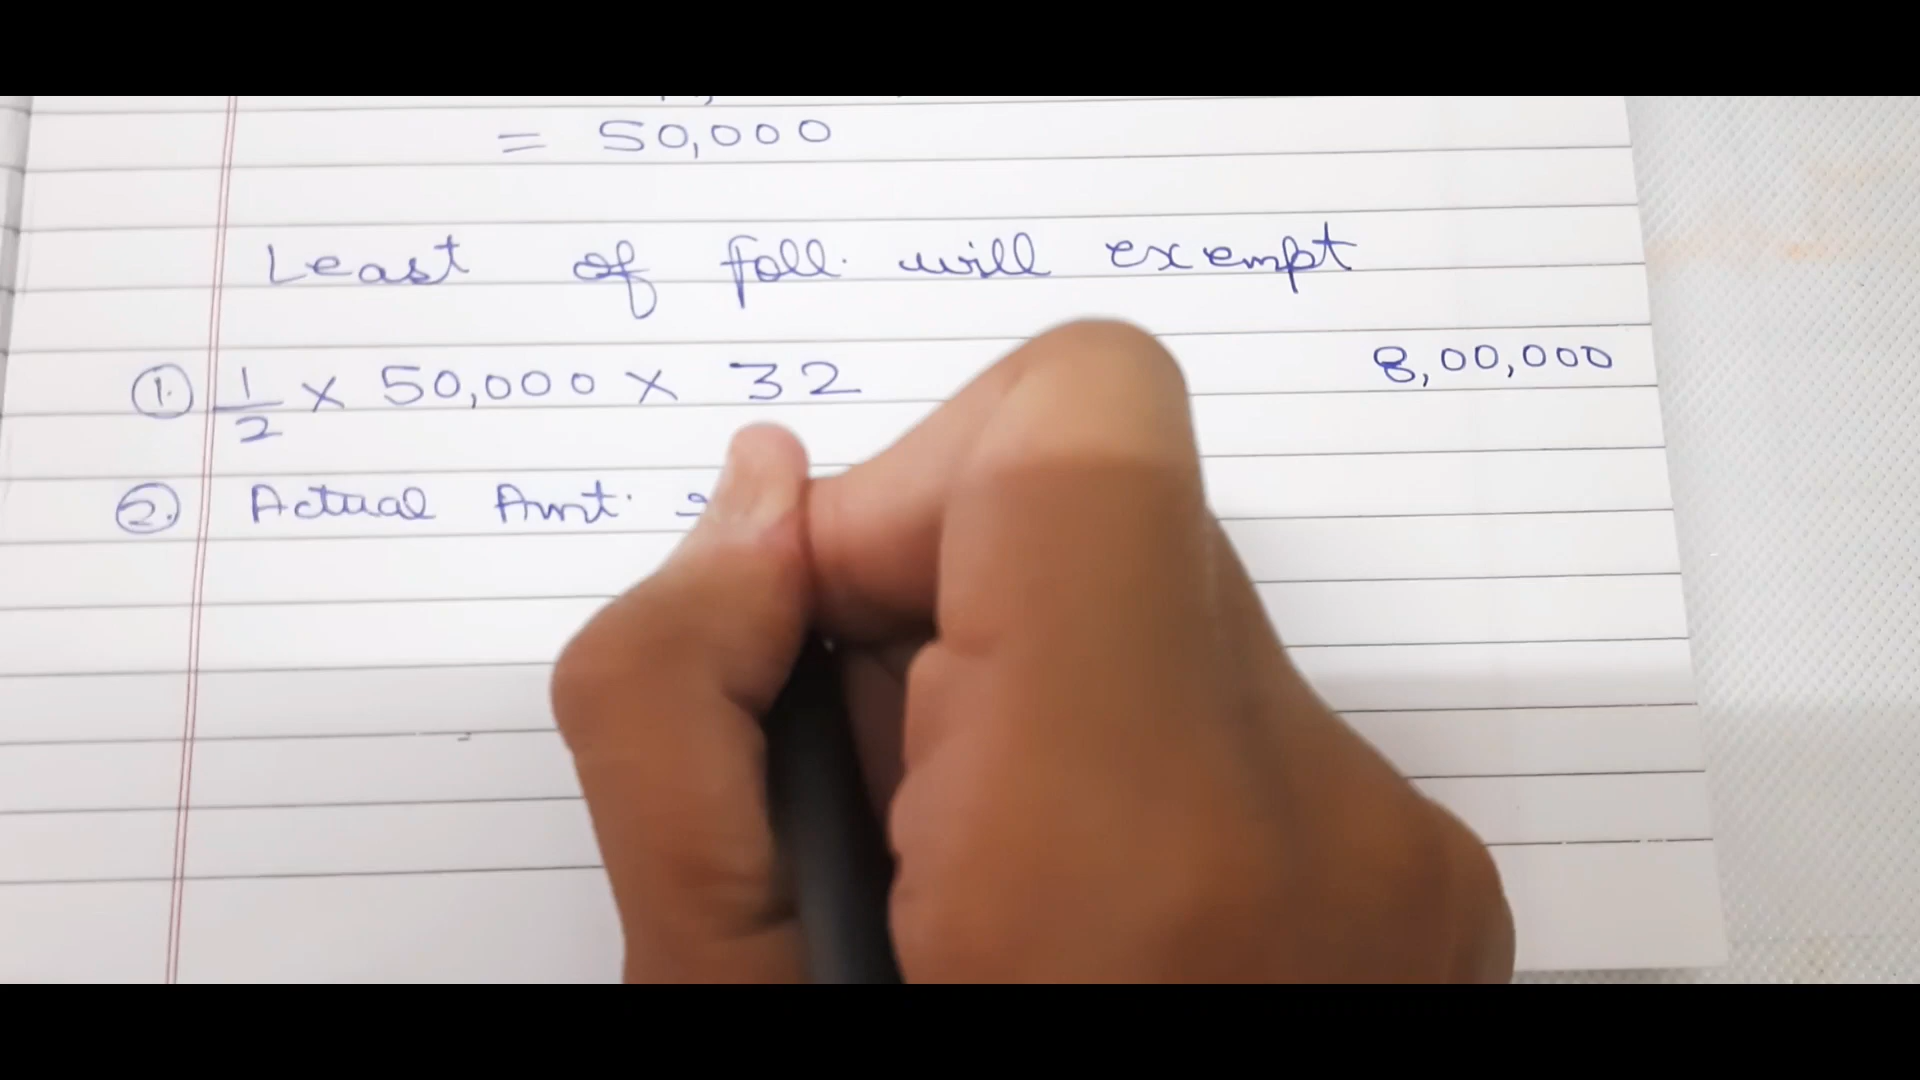 = 50,000
Least of foll. will exempt
1. 1/2 x 50,000 x 32 8,00,000
2. Actual Amt.